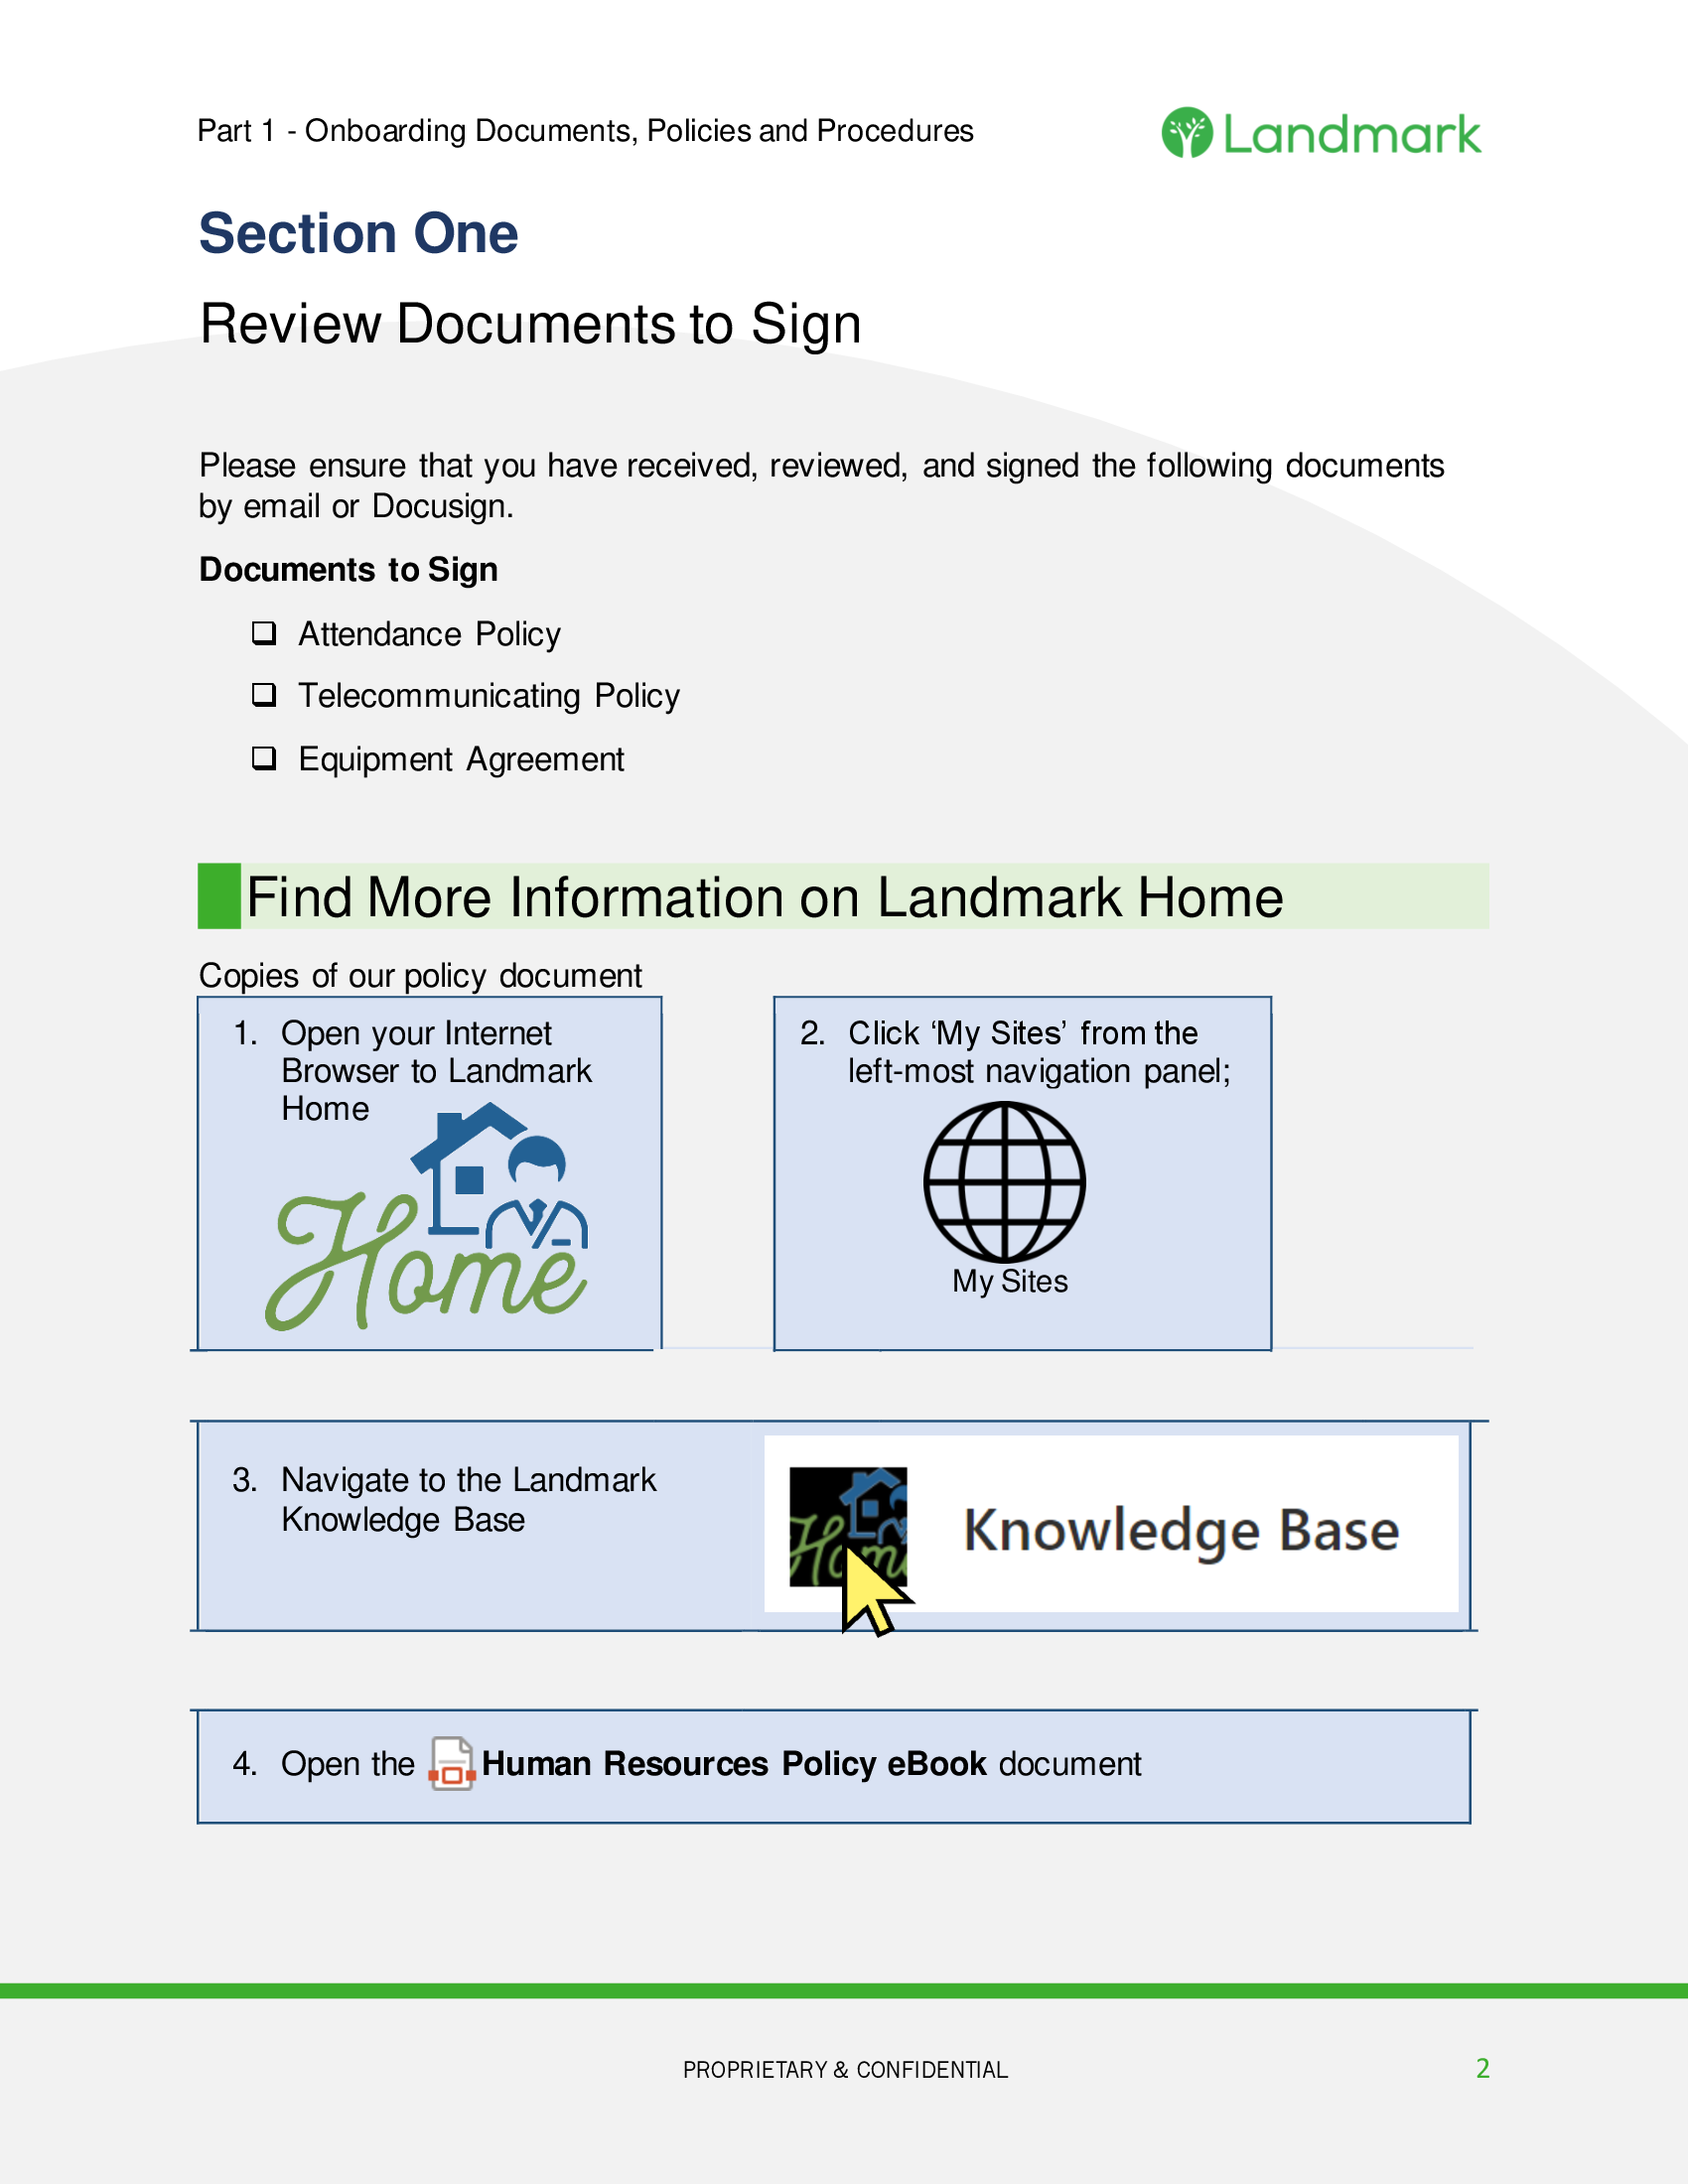 Part 1 - Onboarding Documents, Policies and Procedures
Landmark
Section One
Review Documents to Sign
Please ensure that you have received, reviewed, and signed the following documents
by email or Docusign.
Documents to Sign
❑ Attendance Policy
❑ Telecommunicating Policy
❑ Equipment Agreement
Find More Information on Landmark Home
Copies of our policy document
1. Open your Internet
Browser to Landmark
Home
Home
2. Click ‘My Sites’ from the
left-most navigation panel;
My Sites
3. Navigate to the Landmark
Knowledge Base
Home
Knowledge Base
4. Open the Human Resources Policy eBook document
PROPRIETARY & CONFIDENTIAL
2